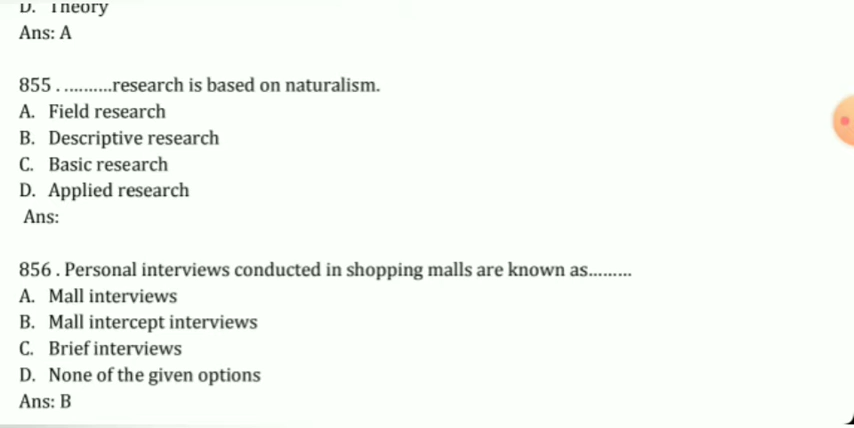 D. Theory
Ans: A
855 . ..........research is based on naturalism.
A. Field research
B. Descriptive research
C. Basic research
D. Applied research
Ans:
856 . Personal interviews conducted in shopping malls are known as.........
A. Mall interviews
B. Mall intercept interviews
C. Brief interviews
D. None of the given options
Ans: B